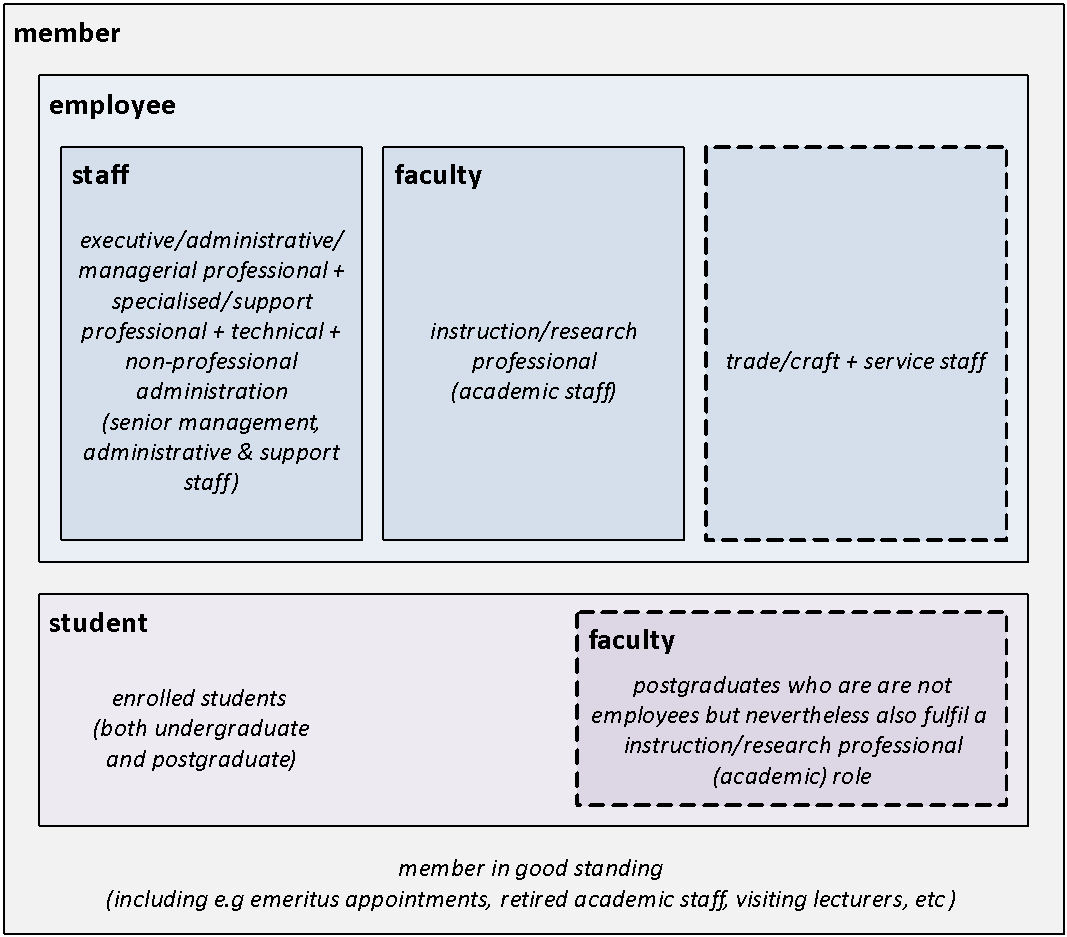 member
employee
staff
executive/administrative/
managerial professional +
specialised/support
professional + technical +
non-professional
administration
(senior management,
administrative & support
staff)
faculty
instruction/research
professional
(academic staff)
trade/craft + service staff
student
enrolled students
(both undergraduate
and postgraduate)
faculty
postgraduates who are are not
employees but nevertheless also fulfil a
instruction/research professional
(academic) role
member in good standing
(including e.g emeritus appointments, retired academic staff, visiting lecturers, etc)